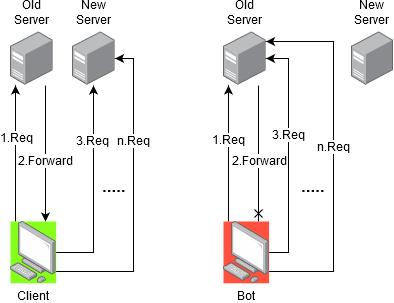 Old
Server
New
Server
1.Req
2.Forward
3.Req
n.Req
.....
Client
Old
Server
New
Server
1.Req
2.Forward
3.Req
n.Req
.....
Bot